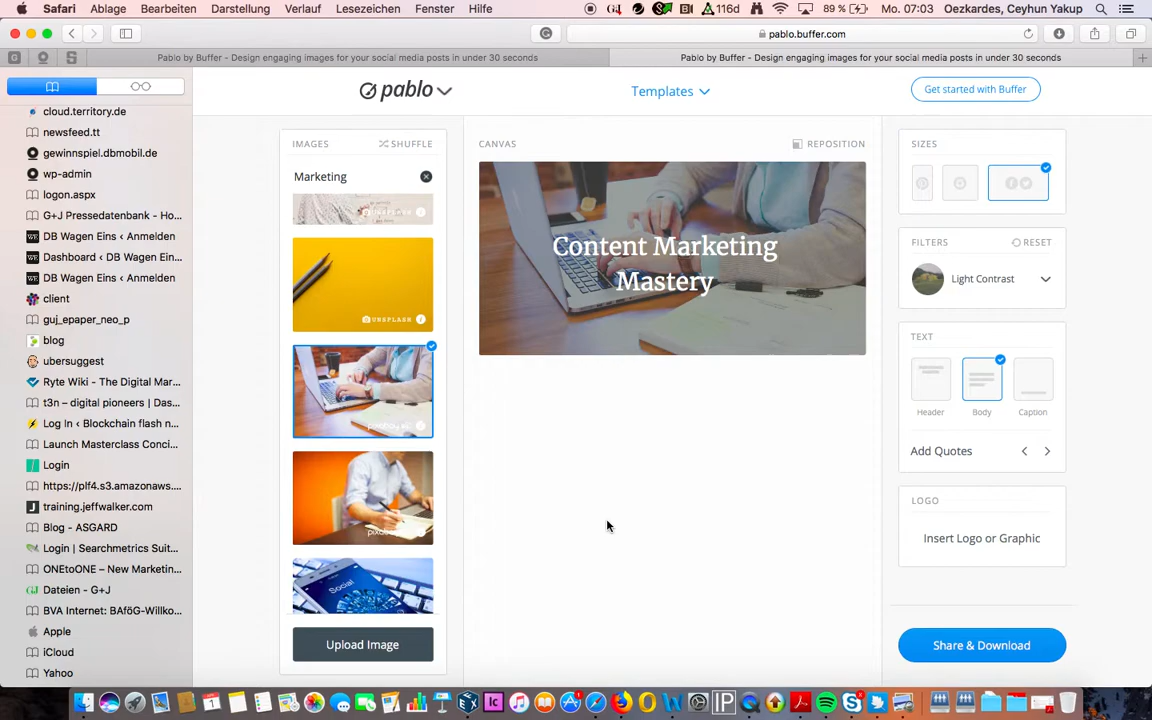 Safari Ablage Bearbeiten Darstellung Verlauf Lesezeichen Fenster Hilfe 116d 89 % Mo. 07:03 Oezkardes, Ceyhun Yakup
pablo.buffer.com
Pablo by Buffer - Design engaging images for your social media posts in under 30 seconds
Pablo by Buffer - Design engaging images for your social media posts in under 30 seconds
cloud.territory.de
newsfeed.tt
gewinnspiel.dbmobil.de
wp-admin
logon.aspx
G+J Pressedatenbank - Ho...
DB Wagen Eins ‹ Anmelden
Dashboard ‹ DB Wagen Ein...
DB Wagen Eins ‹ Anmelden
client
guj_epaper_neo_p
blog
ubersuggest
Ryte Wiki - The Digital Mar...
t3n – digital pioneers | Das...
Log In ‹ Blockchain flash n...
Launch Masterclass Conci...
Login
https://plf4.s3.amazonaws...
training.jeffwalker.com
Blog - ASGARD
Login | Searchmetrics Suit...
ONEtoONE – New Marketin...
Dateien - G+J
BVA Internet: BAföG-Willko...
Apple
iCloud
Yahoo
pablo
Templates
Get started with Buffer
IMAGES
SHUFFLE
Marketing
UNSPLASH
UNSPLASH
Social
Upload Image
CANVAS
REPOSITION
Content Marketing
Mastery
SIZES
FILTERS
RESET
Light Contrast
TEXT
Header
Body
Caption
Add Quotes
LOGO
Insert Logo or Graphic
Share & Download